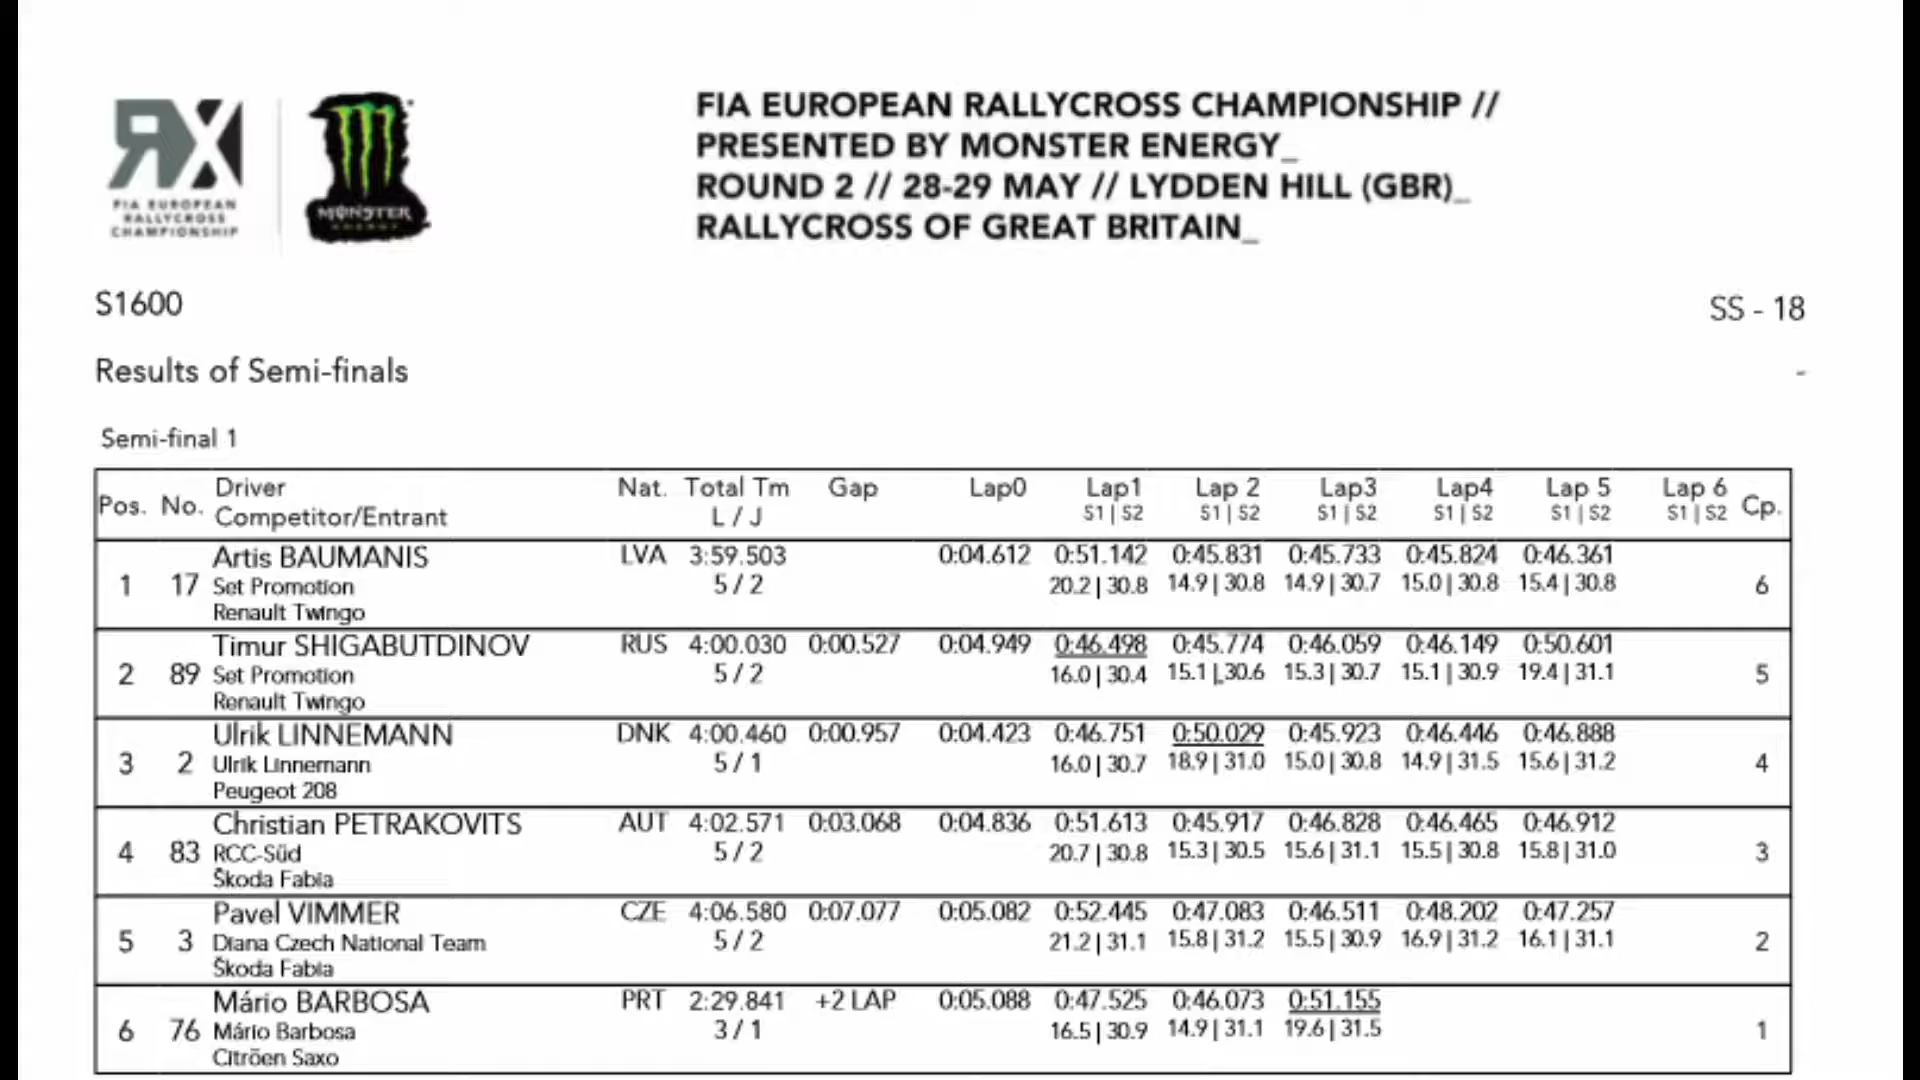 RX
FIA EUROPEAN
RALLYCROSS
CHAMPIONSHIP
MONSTER
ENERGY
FIA EUROPEAN RALLYCROSS CHAMPIONSHIP //
PRESENTED BY MONSTER ENERGY_
ROUND 2 // 28-29 MAY // LYDDEN HILL (GBR)_
RALLYCROSS OF GREAT BRITAIN_
S1600 SS - 18
Results of Semi-finals -
Semi-final 1
Pos. No. Driver Nat. Total Tm Gap Lap0 Lap1 Lap 2 Lap3 Lap4 Lap 5 Lap 6 Cp.
Competitor/Entrant L / J S1 | S2 S1 | S2 S1 | S2 S1 | S2 S1 | S2 S1 | S2
Artis BAUMANIS LVA 3:59.503 0:04.612 0:51.142 0:45.831 0:45.733 0:45.824 0:46.361
1 17 Set Promotion 5 / 2 20.2 | 30.8 14.9 | 30.8 14.9 | 30.7 15.0 | 30.8 15.4 | 30.8 6
Renault Twingo
Timur SHIGABUTDINOV RUS 4:00.030 0:00.527 0:04.949 0:46.498 0:45.774 0:46.059 0:46.149 0:50.601
2 89 Set Promotion 5 / 2 16.0 | 30.4 15.1 | 30.6 15.3 | 30.7 15.1 | 30.9 19.4 | 31.1 5
Renault Twingo
Ulrik LINNEMANN DNK 4:00.460 0:00.957 0:04.423 0:46.751 0:50.029 0:45.923 0:46.446 0:46.888
3 2 Ulrik Linnemann 5 / 1 16.0 | 30.7 18.9 | 31.0 15.0 | 30.8 14.9 | 31.5 15.6 | 31.2 4
Peugeot 208
Christian PETRAKOVITS AUT 4:02.571 0:03.068 0:04.836 0:51.613 0:45.917 0:46.828 0:46.465 0:46.912
4 83 RCC-Süd 5 / 2 20.7 | 30.8 15.3 | 30.5 15.6 | 31.1 15.5 | 30.8 15.8 | 31.0 3
Škoda Fabia
Pavel VIMMER CZE 4:06.580 0:07.077 0:05.082 0:52.445 0:47.083 0:46.511 0:48.202 0:47.257
5 3 Diana Czech National Team 5 / 2 21.2 | 31.1 15.8 | 31.2 15.5 | 30.9 16.9 | 31.2 16.1 | 31.1 2
Škoda Fabia
Mário BARBOSA PRT 2:29.841 +2 LAP 0:05.088 0:47.525 0:46.073 0:51.155
6 76 Mário Barbosa 3 / 1 16.5 | 30.9 14.9 | 31.1 19.6 | 31.5 1
Citröen Saxo